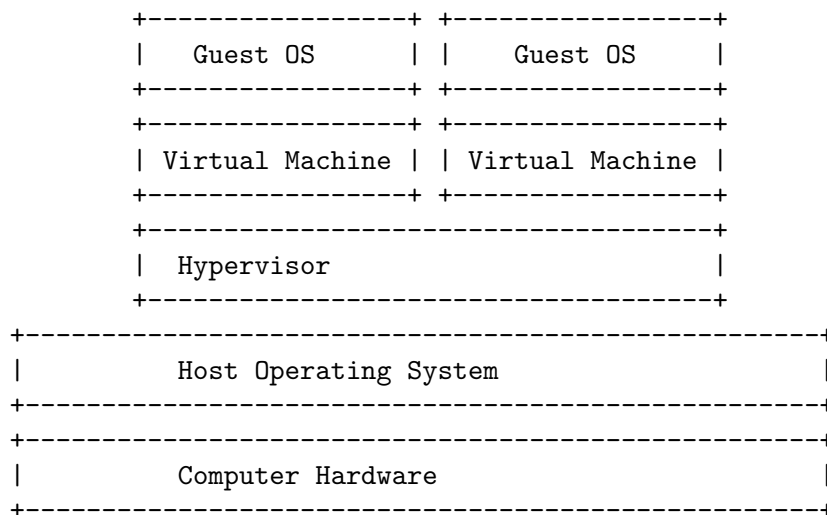 +-----------------+ +-----------------+
|   Guest OS      | |    Guest OS     |
+-----------------+ +-----------------+
+-----------------+ +-----------------+
| Virtual Machine | | Virtual Machine |
+-----------------+ +-----------------+
+-------------------------------------+
|  Hypervisor                         |
+-------------------------------------+
+----------------------------------------------------+
|          Host Operating System                     |
+----------------------------------------------------+
+----------------------------------------------------+
|          Computer Hardware                         |
+----------------------------------------------------+